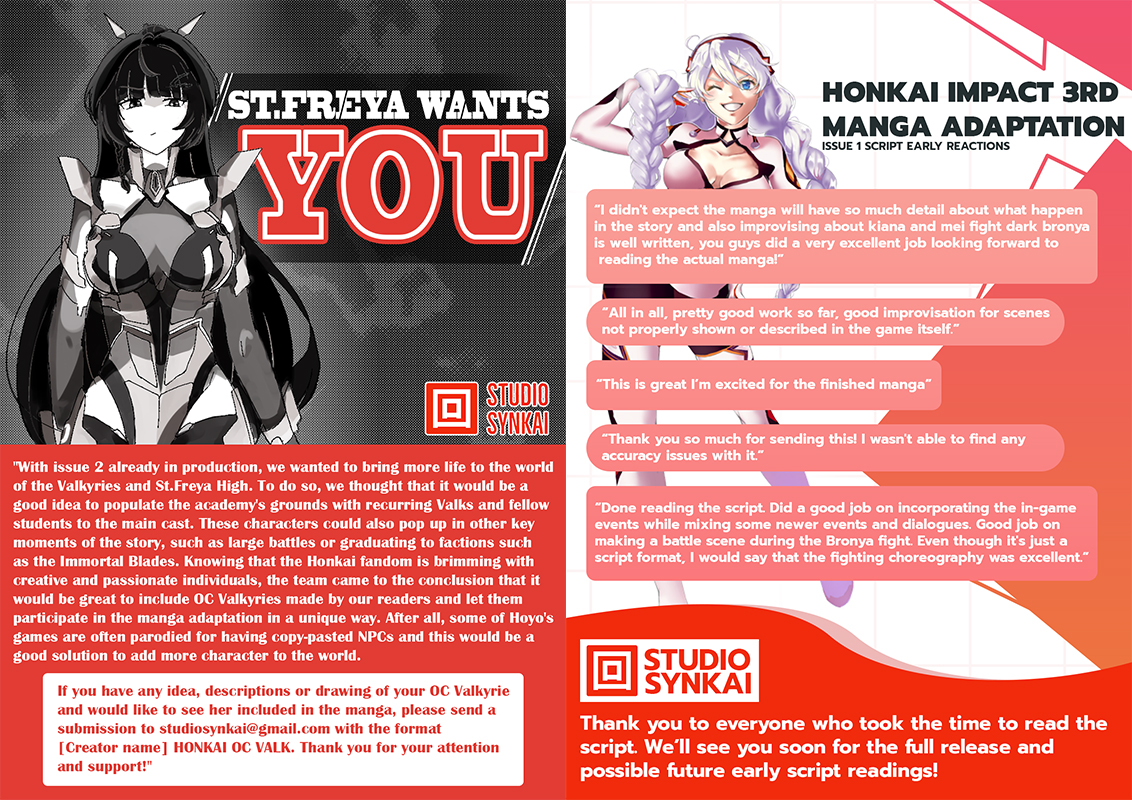 ST.FREYA WANTS
YOU
STUDIO
SYNKAI
"With issue 2 already in production, we wanted to bring more life to the world
of the Valkyries and St.Freya High. To do so, we thought that it would be a
good idea to populate the academy's grounds with recurring Valks and fellow
students to the main cast. These characters could also pop up in other key
moments of the story, such as large battles or graduating to factions such
as the Immortal Blades. Knowing that the Honkai fandom is brimming with
creative and passionate individuals, the team came to the conclusion that it
would be great to include OC Valkyries made by our readers and let them
participate in the manga adaptation in a unique way. After all, some of Hoyo's
games are often parodied for having copy-pasted NPCs and this would be a
good solution to add more character to the world.
If you have any idea, descriptions or drawing of your OC Valkyrie
and would like to see her included in the manga, please send a
submission to studiosynkai@gmail.com with the format
[Creator name] HONKAI OC VALK. Thank you for your attention
and support!"
HONKAI IMPACT 3RD
MANGA ADAPTATION
ISSUE 1 SCRIPT EARLY REACTIONS
"I didn't expect the manga will have so much detail about what happen
in the story and also improvising about kiana and mei fight dark bronya
is well written, you guys did a very excellent job looking forward to
reading the actual manga!"
"All in all, pretty good work so far, good improvisation for scenes
not properly shown or described in the game itself."
"This is great I'm excited for the finished manga"
"Thank you so much for sending this! I wasn't able to find any
accuracy issues with it."
"Done reading the script. Did a good job on incorporating the in-game
events while mixing some newer events and dialogues. Good job on
making a battle scene during the Bronya fight. Even though it's just a
script format, I would say that the fighting choreography was excellent."
STUDIO
SYNKAI
Thank you to everyone who took the time to read the
script. We'll see you soon for the full release and
possible future early script readings!